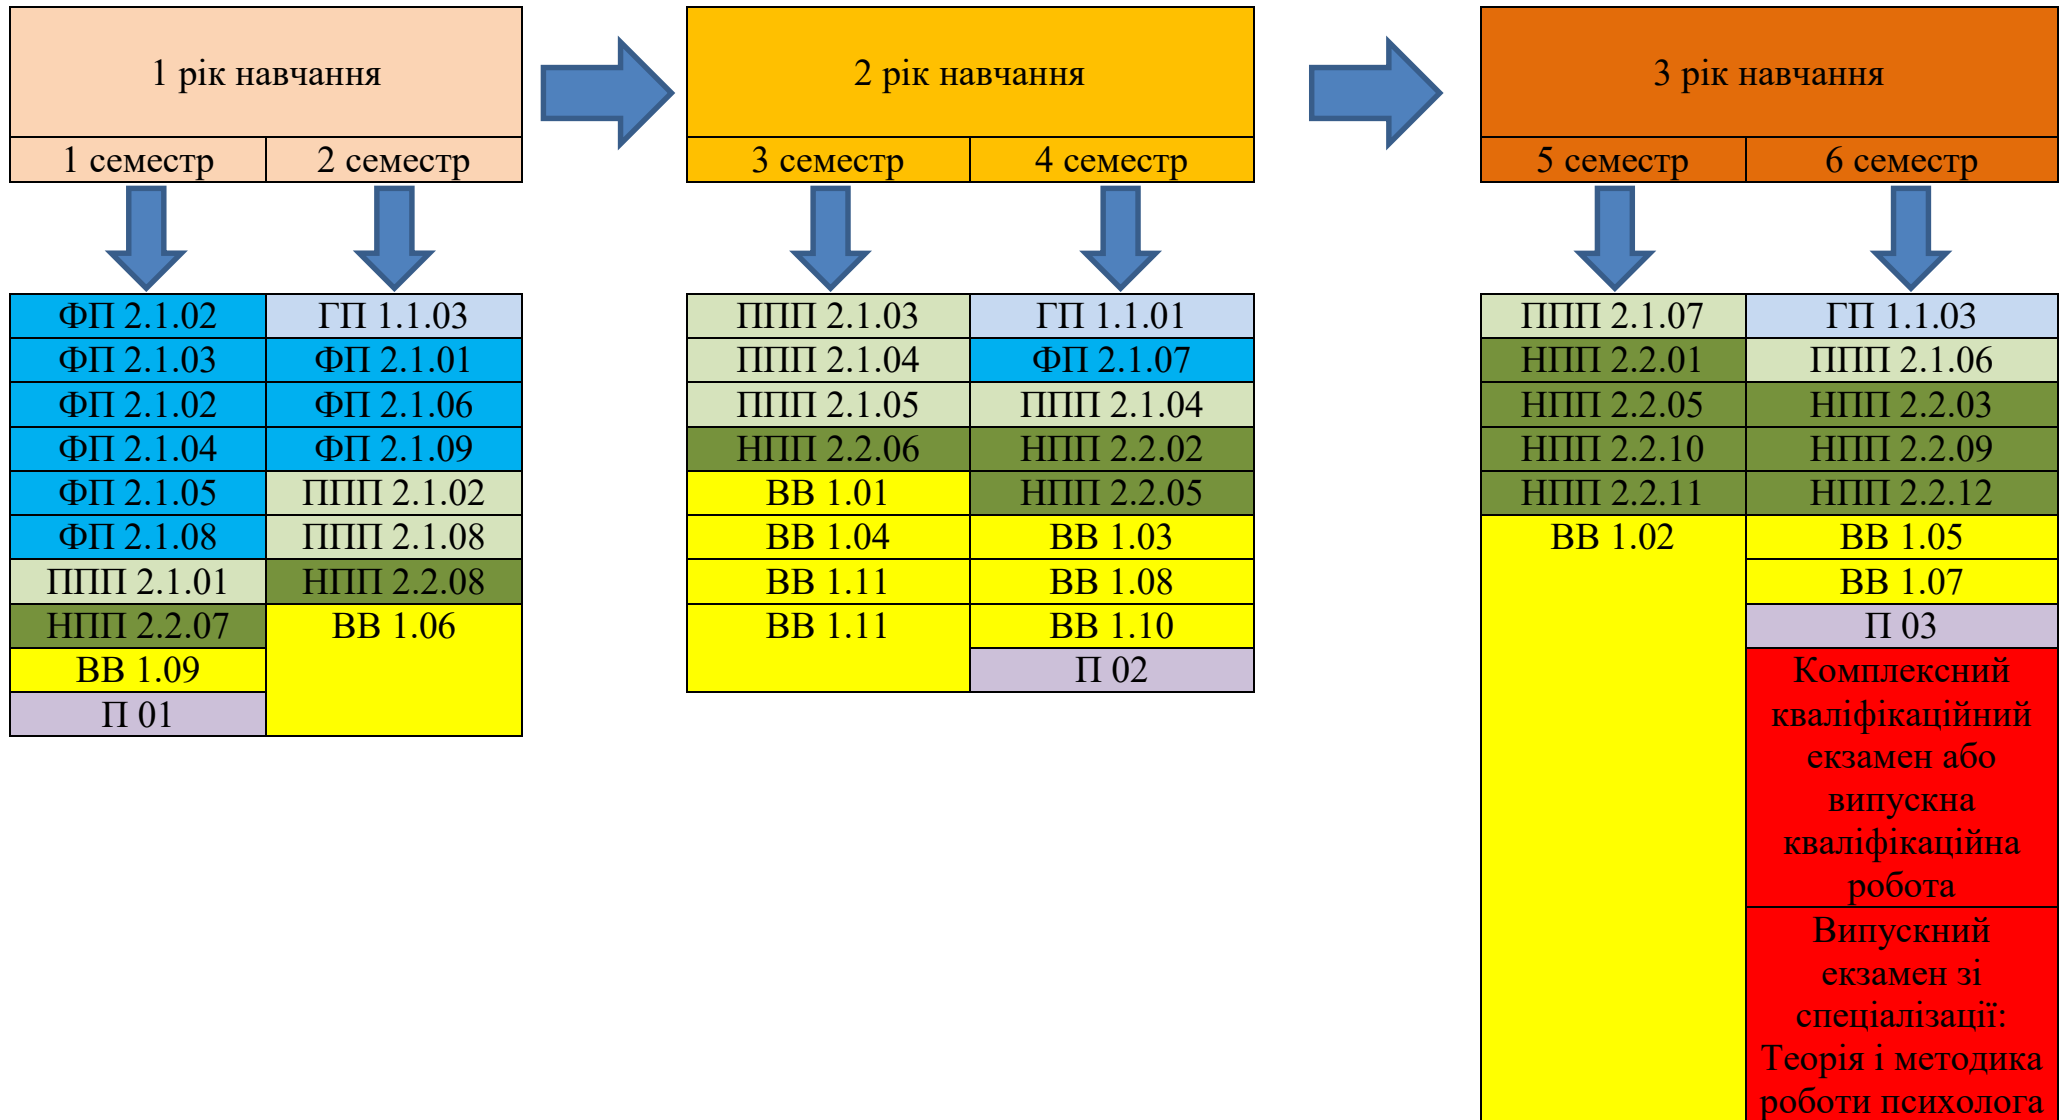 1 рік навчання
2 рік навчання
3 рік навчання
1 семестр
2 семестр
3 семестр
4 семестр
5 семестр
6 семестр
ФП 2.1.02
ФП 2.1.03
ФП 2.1.02
ФП 2.1.04
ФП 2.1.05
ФП 2.1.08
ППП 2.1.01
НПП 2.2.07
ВВ 1.09
П 01
ГП 1.1.03
ФП 2.1.01
ФП 2.1.06
ФП 2.1.09
ППП 2.1.02
ППП 2.1.08
НПП 2.2.08
ВВ 1.06
ППП 2.1.03
ППП 2.1.04
ППП 2.1.05
НПП 2.2.06
ВВ 1.01
ВВ 1.04
ВВ 1.11
ВВ 1.11
ГП 1.1.01
ФП 2.1.07
ППП 2.1.04
НПП 2.2.02
НПП 2.2.05
ВВ 1.03
ВВ 1.08
ВВ 1.10
П 02
ППП 2.1.07
НПП 2.2.01
НПП 2.2.05
НПП 2.2.10
НПП 2.2.11
ВВ 1.02
ГП 1.1.03
ППП 2.1.06
НПП 2.2.03
НПП 2.2.09
НПП 2.2.12
ВВ 1.05
ВВ 1.07
П 03
Комплексний
кваліфікаційний
екзамен або
випускна
кваліфікаційна
робота
Випускний
екзамен зі
спеціалізації:
Теорія і методика
роботи психолога